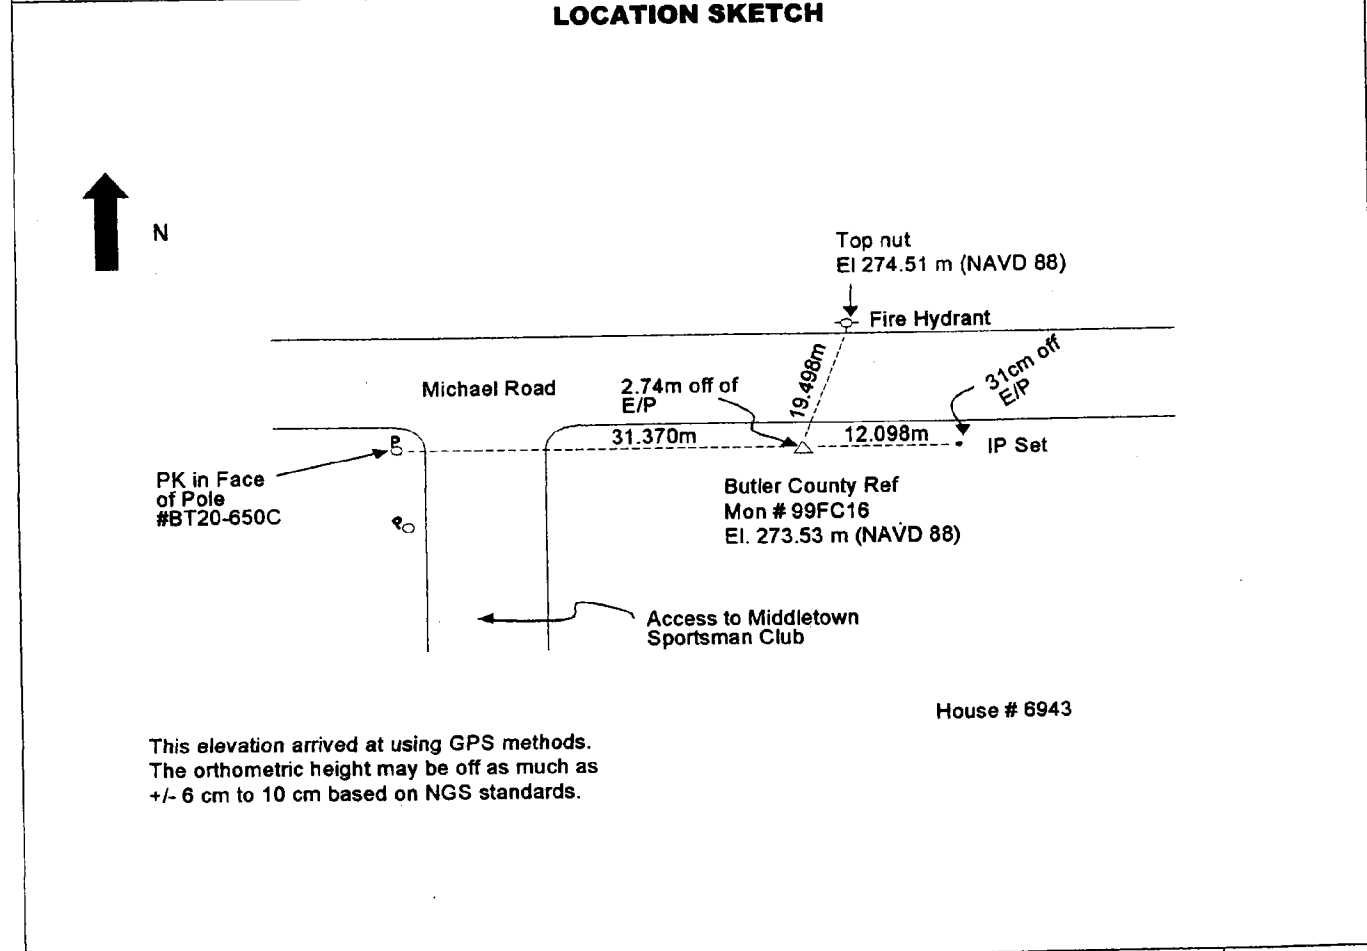 LOCATION SKETCH
N
Top nut
El 274.51 m (NAVD 88)
Fire Hydrant
Michael Road
2.74m off of
E/P
19.498m
31cm off
E/P
31.370m
12.098m
IP Set
P
PK in Face
of Pole
#BT20-650C
P
Butler County Ref
Mon # 99FC16
El. 273.53 m (NAVD 88)
Access to Middletown
Sportsman Club
House # 6943
This elevation arrived at using GPS methods.
The orthometric height may be off as much as
+/- 6 cm to 10 cm based on NGS standards.